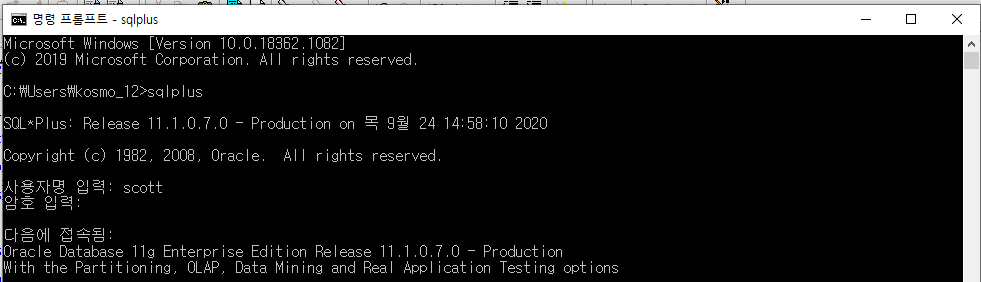 명령 프롬프트 - sqlplus
Microsoft Windows [Version 10.0.18362.1082]
(c) 2019 Microsoft Corporation. All rights reserved.
C:₩Users₩kosmo_12>sqlplus
SQL*Plus: Release 11.1.0.7.0 - Production on 목 9월 24 14:58:10 2020
Copyright (c) 1982, 2008, Oracle.  All rights reserved.
사용자명 입력: scott
암호 입력:
다음에 접속됨:
Oracle Database 11g Enterprise Edition Release 11.1.0.7.0 - Production
With the Partitioning, OLAP, Data Mining and Real Application Testing options